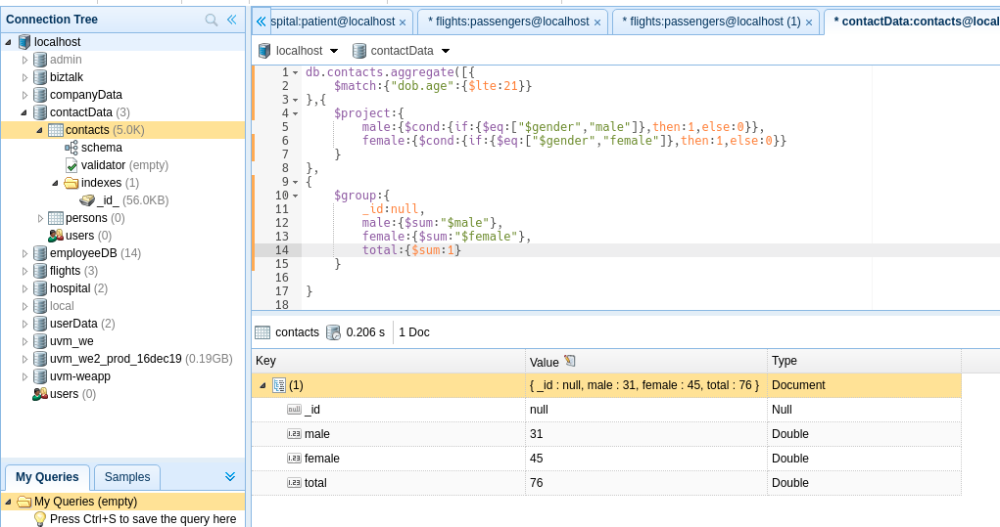 Connection Tree
localhost
admin
biztalk
companyData
contactData (3)
contacts (5.0K)
schema
validator (empty)
indexes (1)
_id_ (56.0KB)
persons (0)
users (0)
employeeDB (14)
flights (3)
hospital (2)
local
userData (2)
uvm_we
uvm_we2_prod_16dec19 (0.19GB)
uvm-weapp
users (0)
My Queries Samples
My Queries (empty)
Press Ctrl+S to save the query here
spital:patient@localhost × * flights:passengers@localhost × * flights:passengers@localhost (1) × * contactData:contacts@local
localhost contactData
1 db.contacts.aggregate([{
2 $match:{"dob.age":{$lte:21}}
3 },{
4 $project:{
5 male:{$cond:{if:{$eq:["$gender","male"]},then:1,else:0}},
6 female:{$cond:{if:{$eq:["$gender","female"]},then:1,else:0}}
7 }
8 },
9 {
10 $group:{
11 _id:null,
12 male:{$sum:"$male"},
13 female:{$sum:"$female"},
14 total:{$sum:1}
15 }
16
17 }
18
contacts 0.206 s 1 Doc
Key Value Type
(1) { _id : null, male : 31, female : 45, total : 76 } Document
null _id null Null
1.23 male 31 Double
1.23 female 45 Double
1.23 total 76 Double